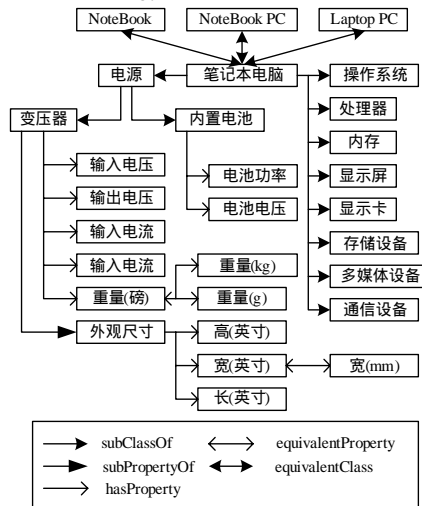 NoteBook NoteBook PC Laptop PC
电源 笔记本电脑 操作系统
变压器 内置电池 处理器
内存
输入电压 电池功率 显示屏
输出电压 电池电压 显示卡
输入电流 存储设备
输入电流 重量(kg) 多媒体设备
重量(磅) 重量(g) 通信设备
外观尺寸 高(英寸)
宽(英寸) 宽(mm)
长(英寸)
subClassOf equivalentProperty
subPropertyOf equivalentClass
hasProperty